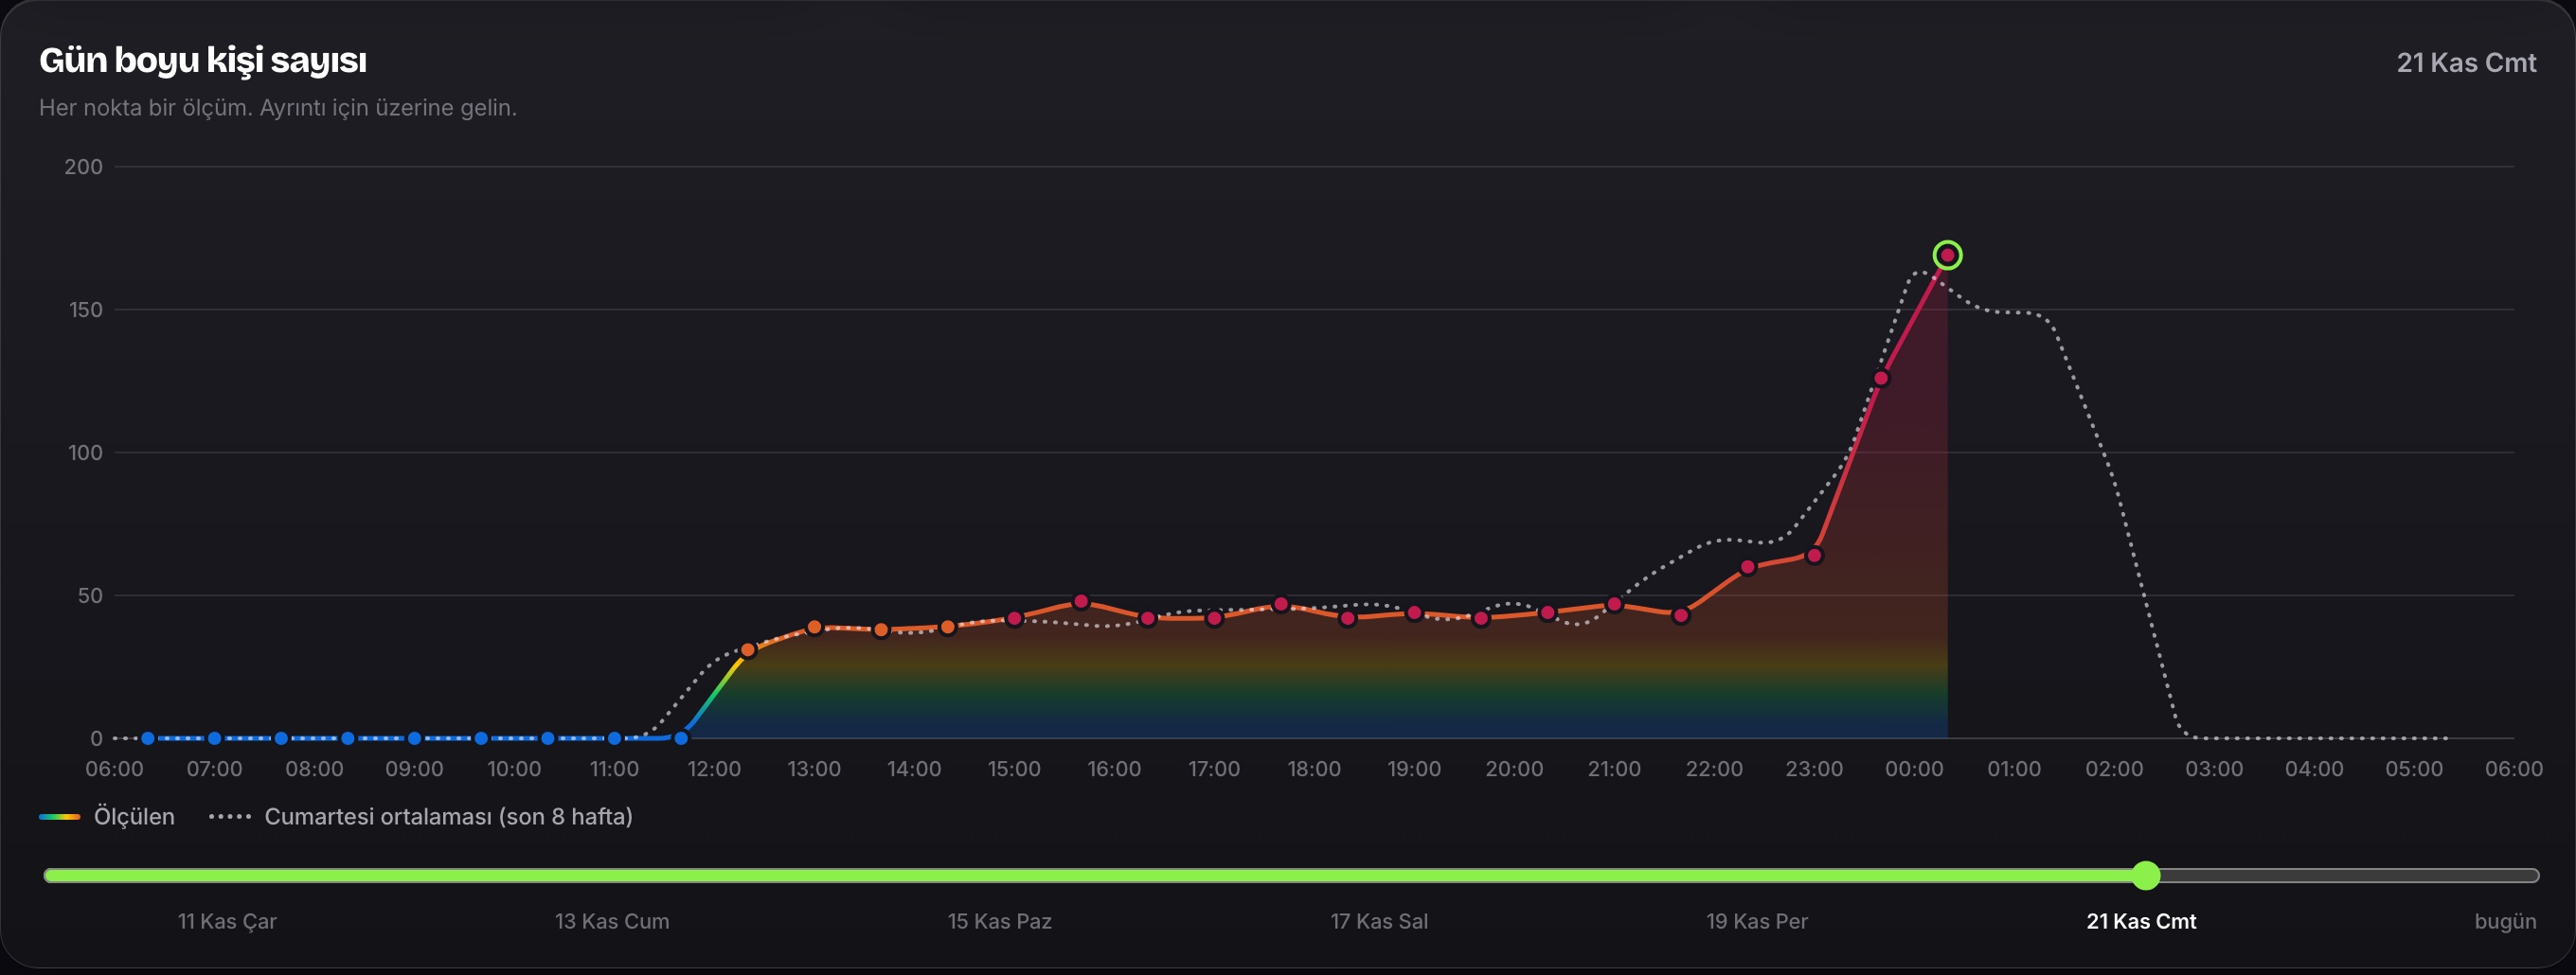 Gün boyu kişi sayısı
21 Kas Cmt
Her nokta bir ölçüm. Ayrıntı için üzerine gelin.
200
150
100
50
0
06:00 07:00 08:00 09:00 10:00 11:00 12:00 13:00 14:00 15:00 16:00 17:00 18:00 19:00 20:00 21:00 22:00 23:00 00:00 01:00 02:00 03:00 04:00 05:00 06:00
Ölçülen Cumartesi ortalaması (son 8 hafta)
11 Kas Çar 13 Kas Cum 15 Kas Paz 17 Kas Sal 19 Kas Per 21 Kas Cmt bugün